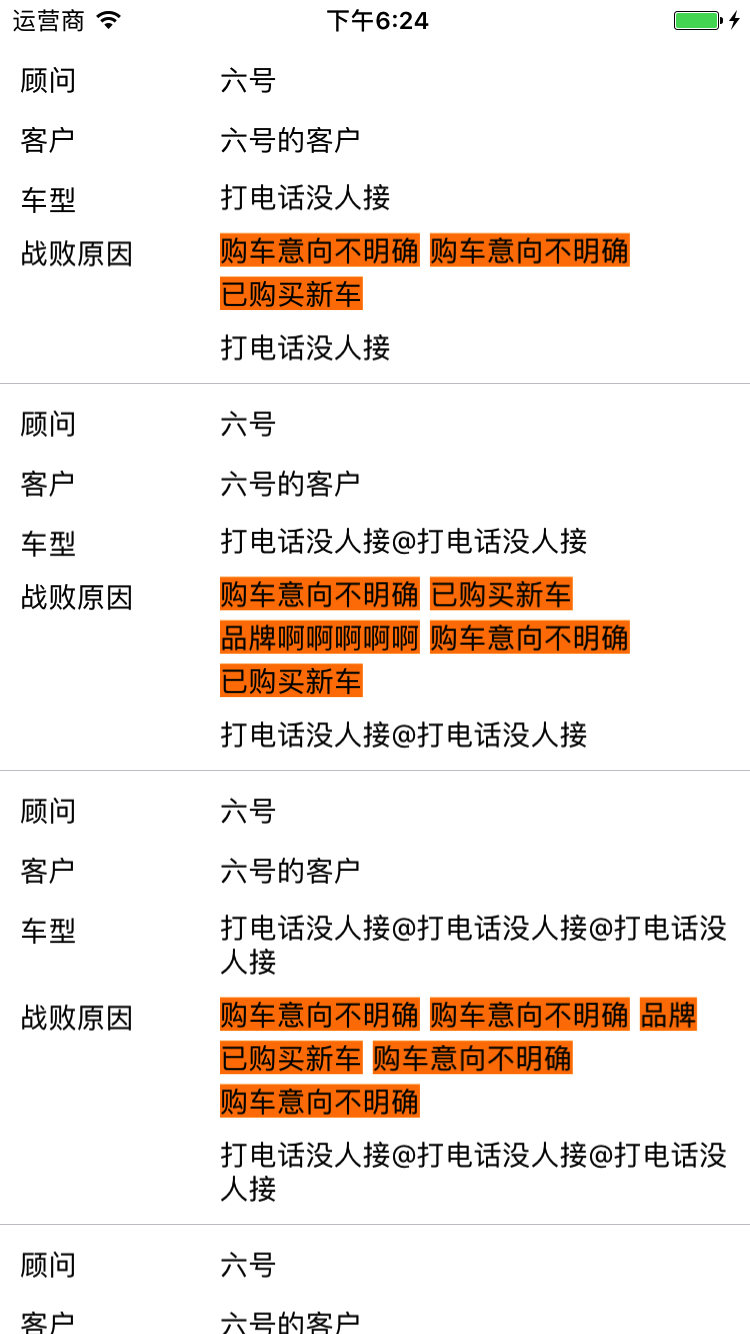 运营商 下午6:24
顾问 六号
客户 六号的客户
车型 打电话没人接
战败原因 购车意向不明确 购车意向不明确
已购买新车
打电话没人接
顾问 六号
客户 六号的客户
车型 打电话没人接@打电话没人接
战败原因 购车意向不明确 已购买新车
品牌啊啊啊啊啊 购车意向不明确
已购买新车
打电话没人接@打电话没人接
顾问 六号
客户 六号的客户
车型 打电话没人接@打电话没人接@打电话没
人接
战败原因 购车意向不明确 购车意向不明确 品牌
已购买新车 购车意向不明确
购车意向不明确
打电话没人接@打电话没人接@打电话没
人接
顾问 六号
客户 六号的客户